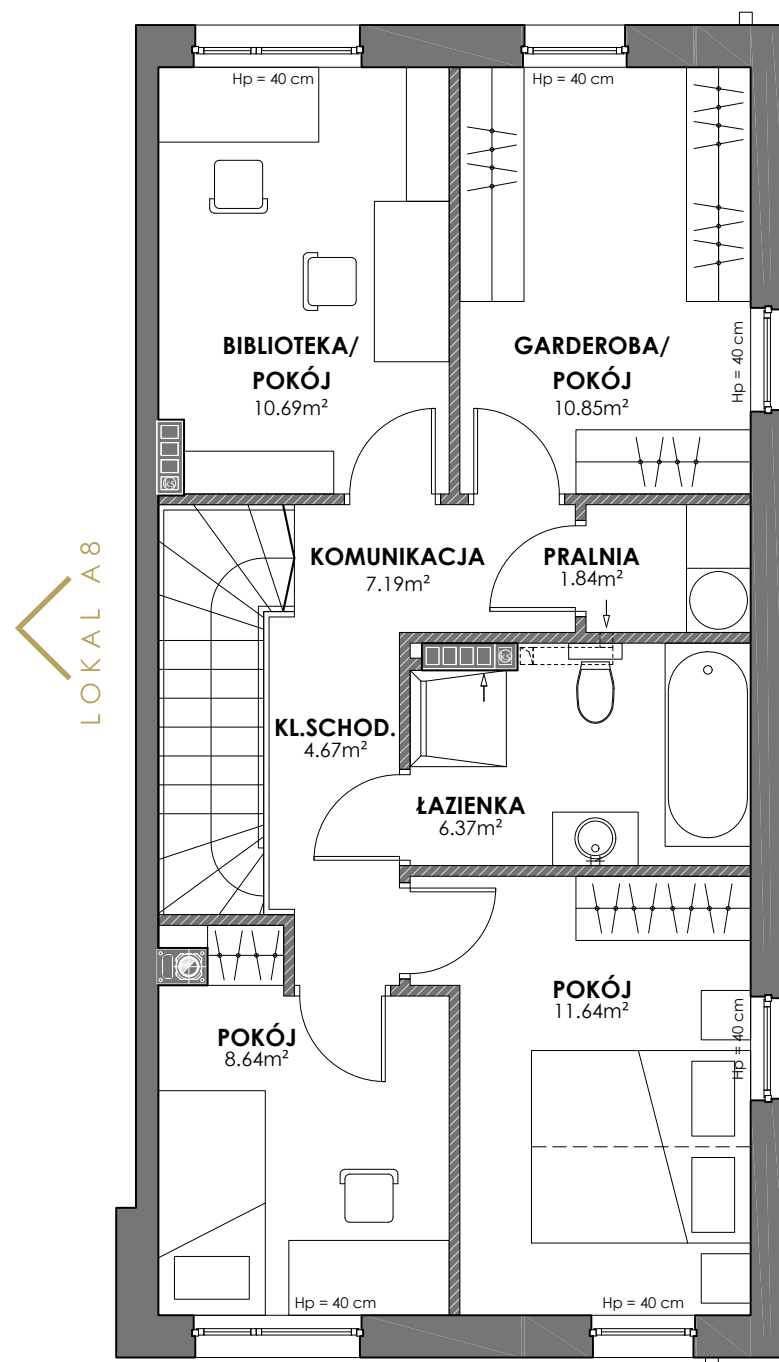 Hp = 40 cm
Hp = 40 cm
BIBLIOTEKA/
POKÓJ
10.69m²
GARDEROBA/
POKÓJ
10.85m²
Hp = 40 cm
KOMUNIKACJA
7.19m²
PRALNIA
1.84m²
LOKAL A8
KL.SCHOD.
4.67m²
ŁAZIENKA
6.37m²
POKÓJ
11.64m²
POKÓJ
8.64m²
Hp = 40 cm
Hp = 40 cm
Hp = 40 cm